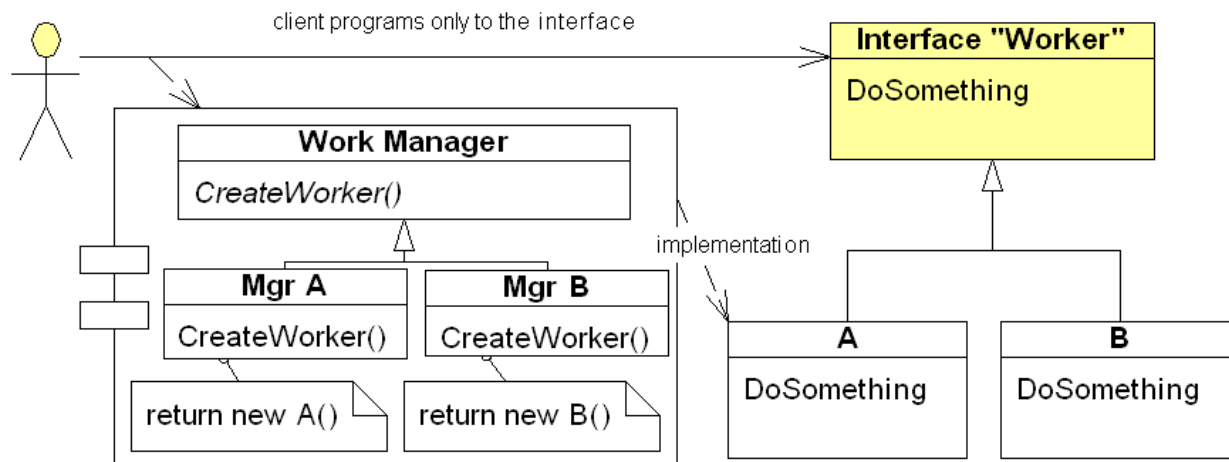 client programs only to the interface
Interface "Worker"
DoSomething
Work Manager
CreateWorker()
implementation
Mgr A
CreateWorker()
Mgr B
CreateWorker()
return new A()
return new B()
A
DoSomething
B
DoSomething